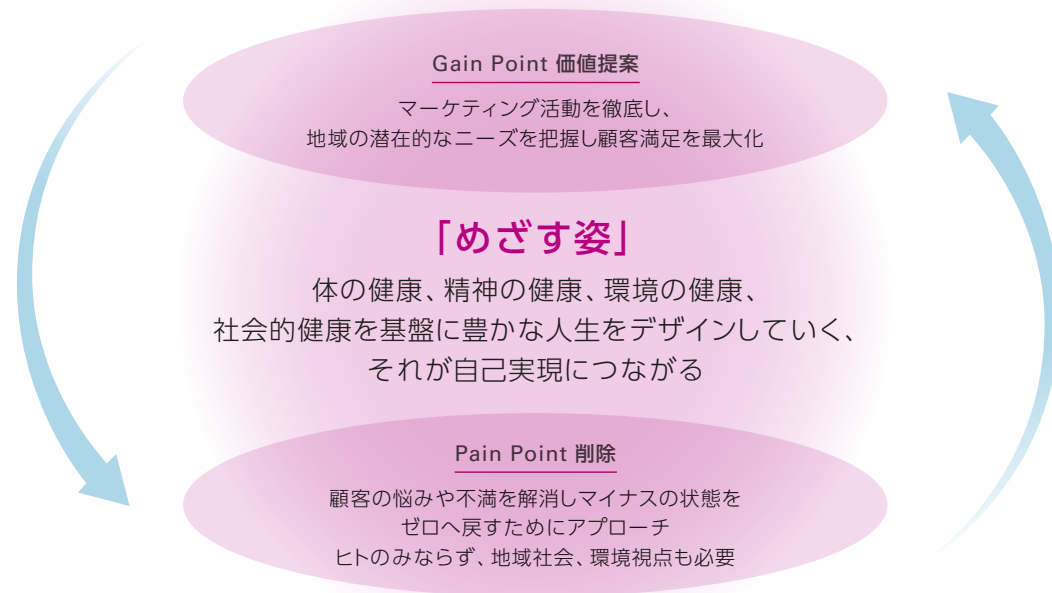 Gain Point 価値提案
マーケティング活動を徹底し、
地域の潜在的なニーズを把握し顧客満足を最大化
「めざす姿」
体の健康、精神の健康、環境の健康、
社会的健康を基盤に豊かな人生をデザインしていく、
それが自己実現につながる
Pain Point 削除
顧客の悩みや不満を解消しマイナスの状態を
ゼロへ戻すためにアプローチ
ヒトのみならず、地域社会、環境視点も必要